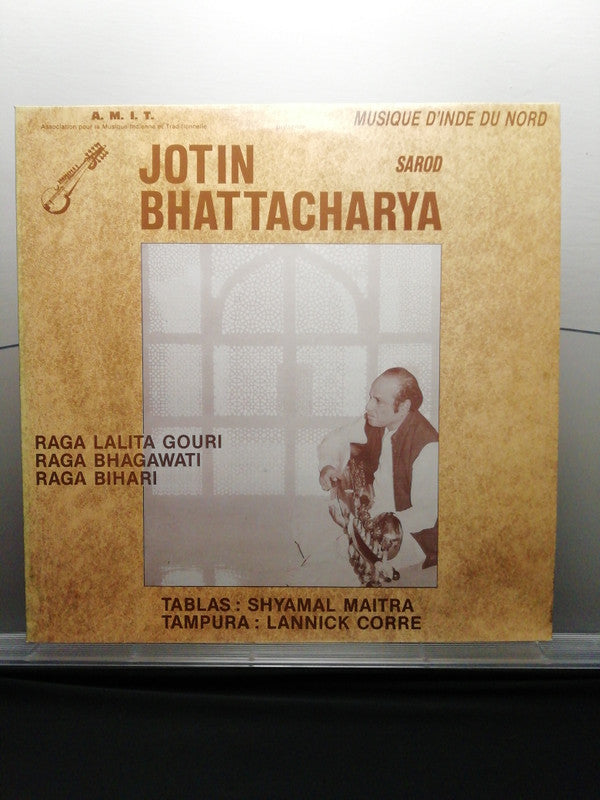 A. M. I. T.
Association pour la Musique Indienne et Traditionnelle
MUSIQUE D'INDE DU NORD
JOTIN
SAROD
BHATTACHARYA
RAGA LALITA GOURI
RAGA BHAGAWATI
RAGA BIHARI
TABLAS : SHYAMAL MAITRA
TAMPURA : LANNICK CORRE